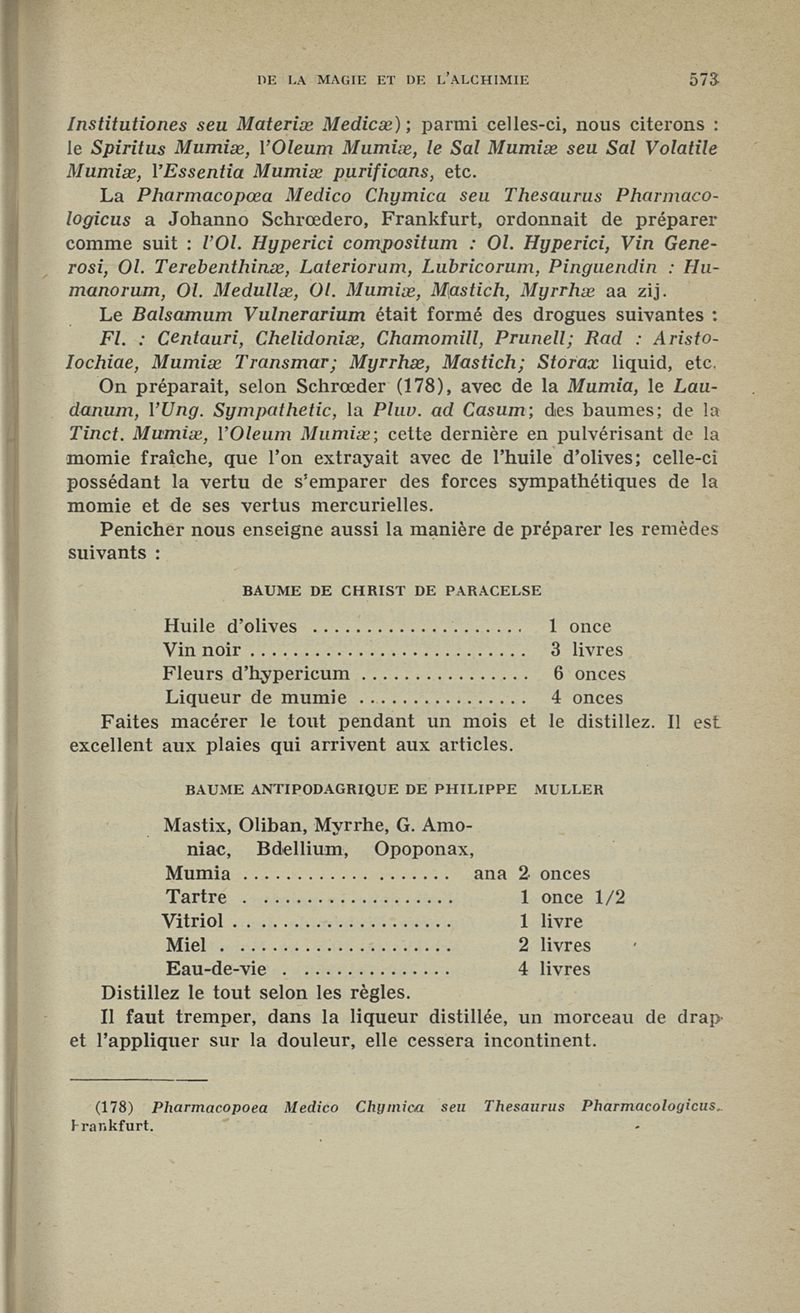 DE LA MAGIE ET DE L'ALCHIMIE 573
Institutiones seu Materiæ Medicæ); parmi celles-ci, nous citerons :
le Spiritus Mumiæ, l'Oleum Mumiæ, le Sal Mumiæ seu Sal Volatile
Mumiæ, l'Essentia Mumiæ purificans, etc.
La Pharmacopœa Medico Chymica seu Thesaurus Pharmaco-
logicus a Johanno Schrœdero, Frankfurt, ordonnait de préparer
comme suit : l'Ol. Hyperici compositum : Ol. Hyperici, Vin Gene-
rosi, Ol. Terebenthinæ, Lateriorum, Lubricorum, Pinguendin : Hu-
manorum, Ol. Medullæ, Ol. Mumiæ, Mastich, Myrrhæ aa zij.
Le Balsamum Vulnerarium était formé des drogues suivantes :
Fl. : Centauri, Chelidoniæ, Chamomill, Prunell; Rad : Aristo-
lochiae, Mumiæ Transmar; Myrrhæ, Mastich; Storax liquid, etc.
On préparait, selon Schrœder (178), avec de la Mumia, le Lau-
danum, l'Ung. Sympathetic, la Pluv. ad Casum; des baumes; de la
Tinct. Mumiæ, l'Oleum Mumiæ; cette dernière en pulvérisant de la
momie fraîche, que l'on extrayait avec de l'huile d'olives; celle-ci
possédant la vertu de s'emparer des forces sympathétiques de la
momie et de ses vertus mercurielles.
Penicher nous enseigne aussi la manière de préparer les remèdes
suivants :
BAUME DE CHRIST DE PARACELSE
Huile d'olives .................... 1 once
Vin noir .......................... 3 livres
Fleurs d'hypericum ................ 6 onces
Liqueur de mumie ................ 4 onces
Faites macérer le tout pendant un mois et le distillez. Il est
excellent aux plaies qui arrivent aux articles.
BAUME ANTIPODAGRIQUE DE PHILIPPE MULLER
Mastix, Oliban, Myrrhe, G. Amo-
niac, Bdellium, Opoponax,
Mumia .................... ana 2 onces
Tartre .................... 1 once 1/2
Vitriol .................... 1 livre
Miel ...................... 2 livres
Eau-de-vie ................ 4 livres
Distillez le tout selon les règles.
Il faut tremper, dans la liqueur distillée, un morceau de drap
et l'appliquer sur la douleur, elle cessera incontinent.
(178) Pharmacopoea Medico Chymica seu Thesaurus Pharmacologicus.
Frankfurt.